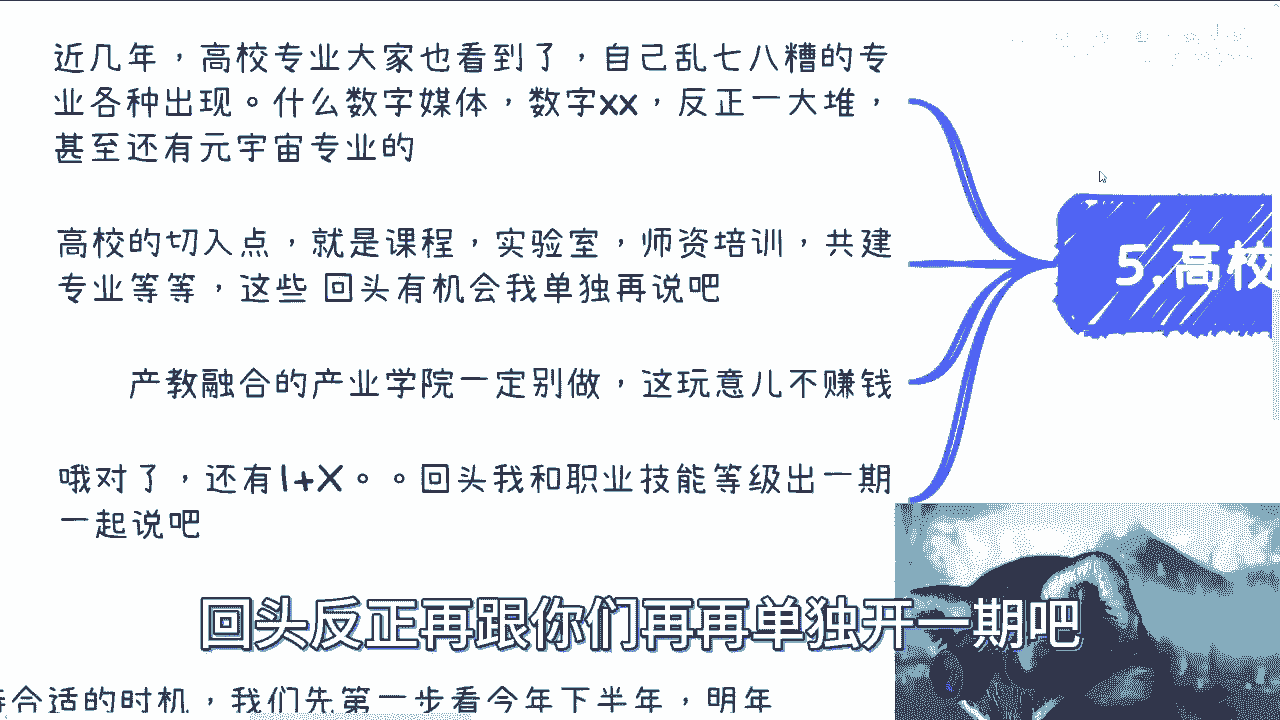 近几年，高校专业大家也看到了，自己乱七八糟的专
业各种出现。什么数字媒体，数字xx，反正一大堆，
甚至还有元宇宙专业的
高校的切入点，就是课程，实验室，师资培训，共建
专业等等，这些 回头有机会我单独再说吧
产教融合的产业学院一定别做，这玩意儿不赚钱
哦对了，还有1+X。。回头我和职业技能等级出一期
一起说吧
5.高校
回头反正再跟你们再再单独开一期吧
待合适的时机，我们先第一步看今年下半年，明年